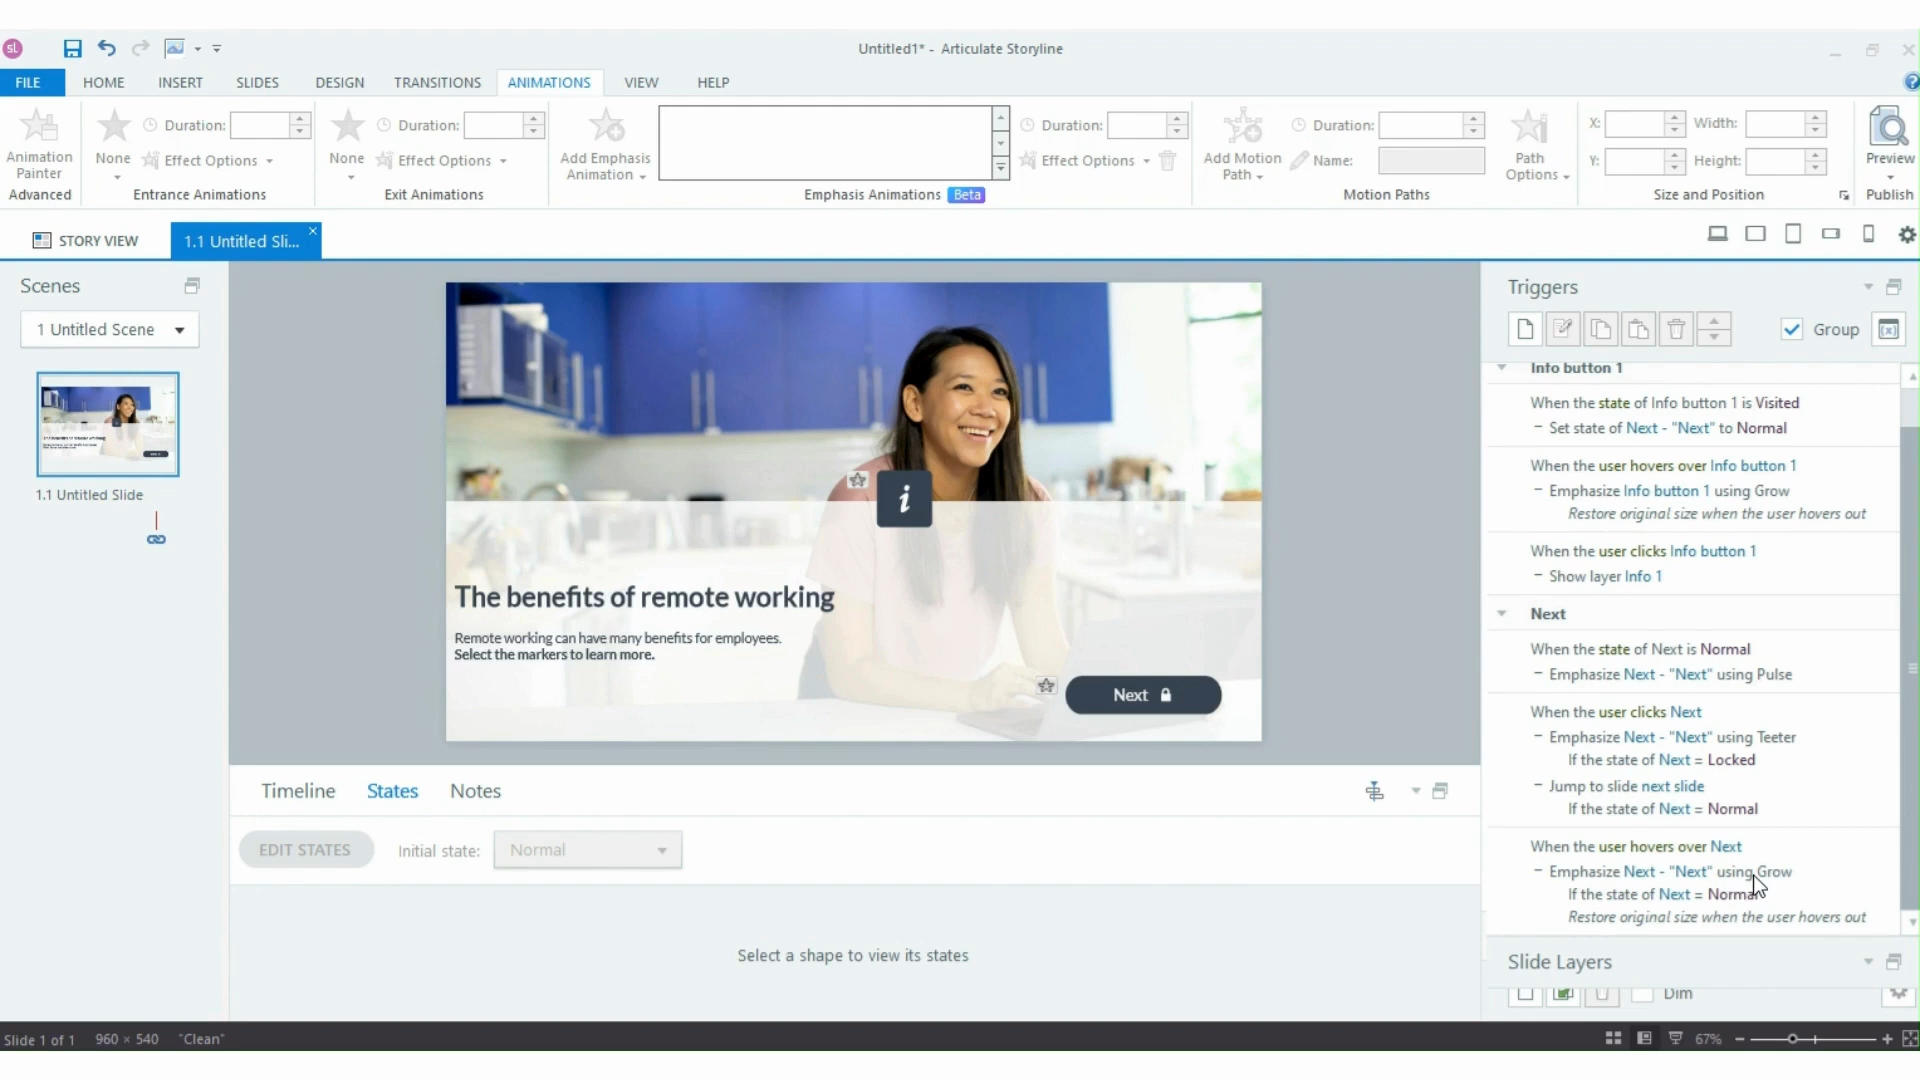 sl
Untitled1* - Articulate Storyline
FILE HOME INSERT SLIDES DESIGN TRANSITIONS ANIMATIONS VIEW HELP
Animation Painter
Advanced
None
Duration:
Effect Options
Entrance Animations
None
Duration:
Effect Options
Exit Animations
Add Emphasis
Animation
Duration:
Effect Options
Emphasis Animations Beta
Add Motion
Path
Duration:
Name:
Path
Options
Motion Paths
X: Width:
Y: Height:
Size and Position
Preview
Publish
STORY VIEW
1.1 Untitled Sli...
Scenes
1 Untitled Scene
1.1 Untitled Slide
i
The benefits of remote working
Remote working can have many benefits for employees.
Select the markers to learn more.
Next
Triggers
Group
Info button 1
When the state of Info button 1 is Visited
− Set state of Next - "Next" to Normal
When the user hovers over Info button 1
− Emphasize Info button 1 using Grow
Restore original size when the user hovers out
When the user clicks Info button 1
− Show layer Info 1
Next
When the state of Next is Normal
− Emphasize Next - "Next" using Pulse
When the user clicks Next
− Emphasize Next - "Next" using Teeter
If the state of Next = Locked
− Jump to slide next slide
If the state of Next = Normal
When the user hovers over Next
− Emphasize Next - "Next" using Grow
If the state of Next = Normal
Restore original size when the user hovers out
Timeline States Notes
EDIT STATES Initial state: Normal
Select a shape to view its states
Slide Layers
Dim
Slide 1 of 1 960 × 540 "Clean"
67%